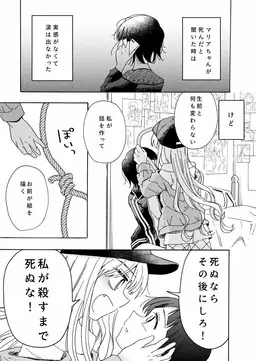 マリアちゃんが
死んだと
聞いた時は
実感がなくて
涙は出なかった
けど
生前と
何も変わらない
私が
話を作って
ぽいっ
お前が絵を
描く
死ぬなら
その後にしろ！
私が殺すまで
死ぬな！